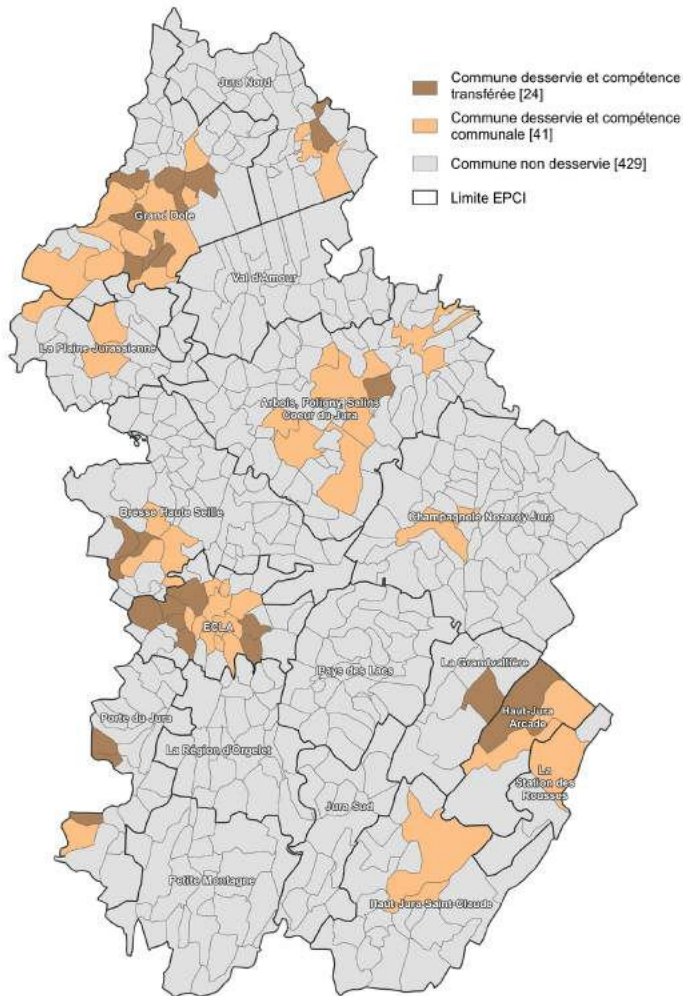 Jura Nord
Commune desservie et compétence
transférée [24]
Commune desservie et compétence
communale [41]
Commune non desservie [429]
Limite EPCI
Grand Dole
Val d'Amour
La Plaine Jurassienne
Arbois, Poligny, Salins
Coeur du Jura
Bresse Haute Seille
Champagnole Nozeroy Jura
ECLA
Pays des Lacs
La Grandvallière
Haut-Jura
Arcade
Porte du Jura
La Région d'Orgelet
La
Station des
Rousses
Jura Sud
Petite Montagne
Haut-Jura Saint-Claude